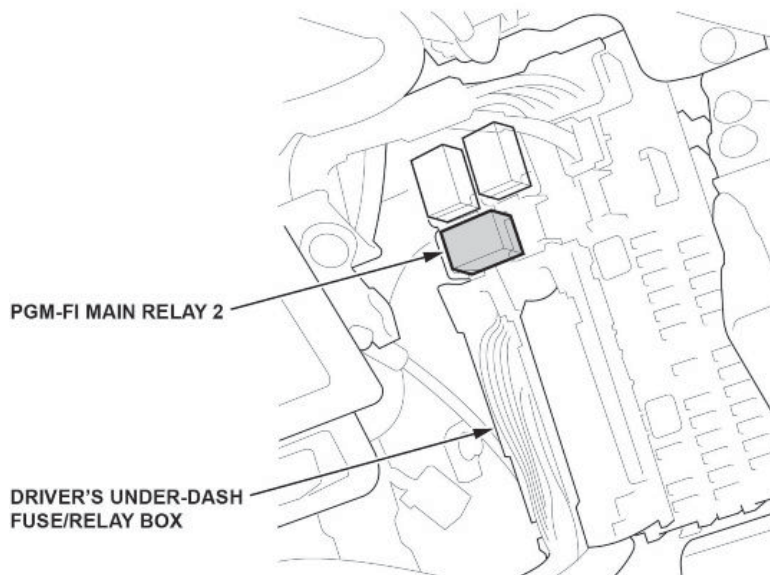 PGM-FI MAIN RELAY 2
DRIVER'S UNDER-DASH
FUSE/RELAY BOX